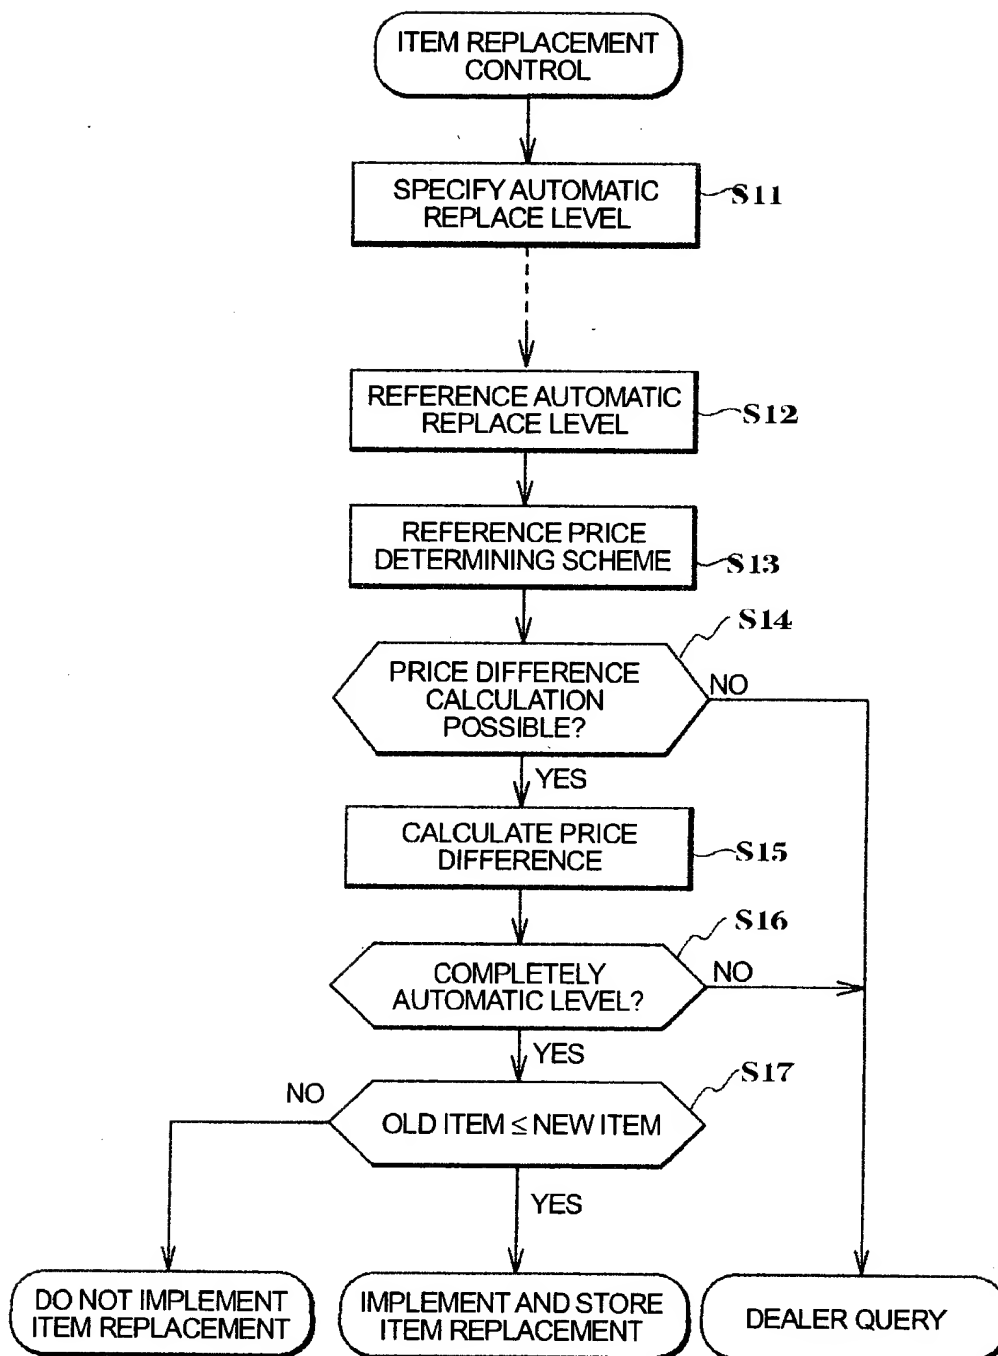 ITEM REPLACEMENT
CONTROL
SPECIFY AUTOMATIC
REPLACE LEVEL
S11
REFERENCE AUTOMATIC
REPLACE LEVEL
S12
REFERENCE PRICE
DETERMINING SCHEME
S13
S14
PRICE DIFFERENCE
CALCULATION
POSSIBLE?
NO
YES
CALCULATE PRICE
DIFFERENCE
S15
S16
COMPLETELY
AUTOMATIC LEVEL?
NO
YES
S17
NO
OLD ITEM ≤ NEW ITEM
YES
DO NOT IMPLEMENT
ITEM REPLACEMENT
IMPLEMENT AND STORE
ITEM REPLACEMENT
DEALER QUERY